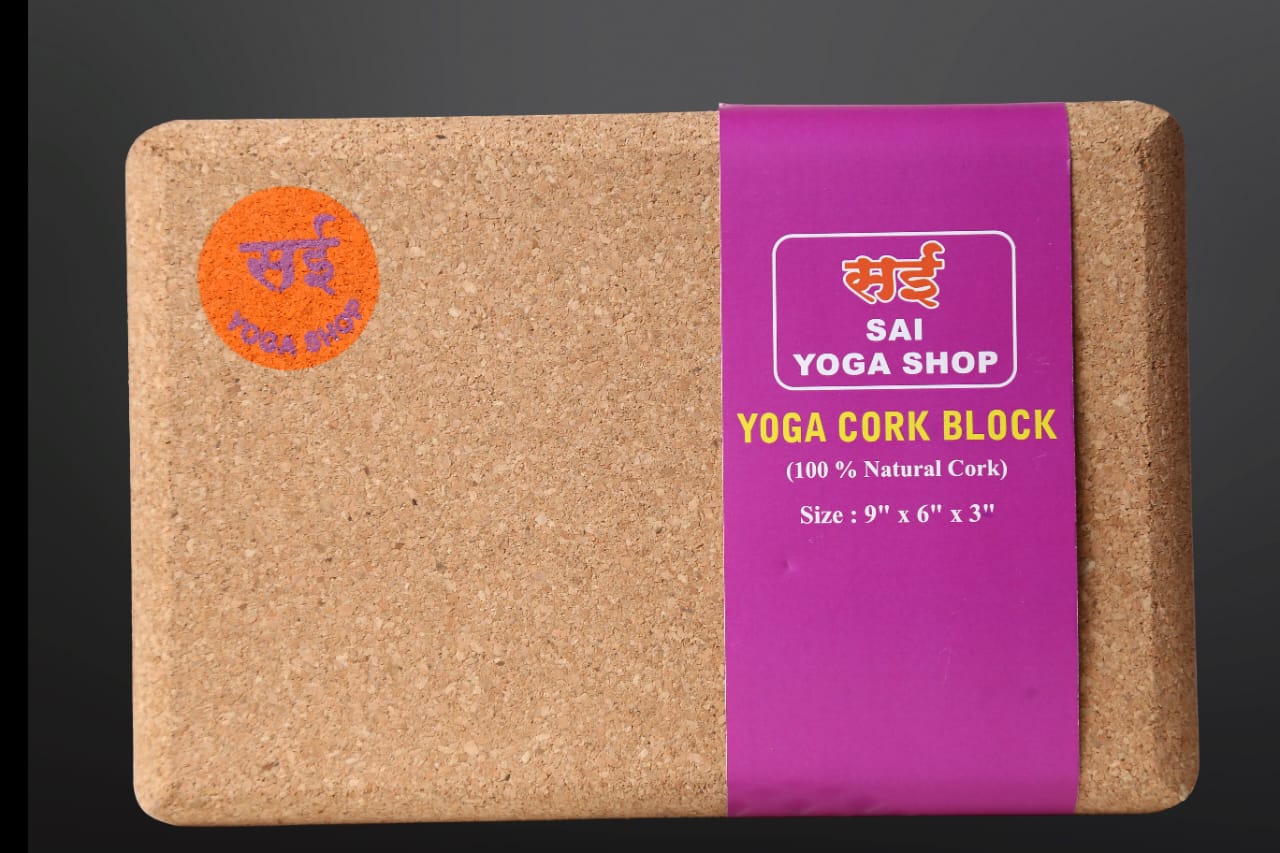 सई
YOGA SHOP
सई
SAI
YOGA SHOP
YOGA CORK BLOCK
(100 % Natural Cork)
Size : 9" x 6" x 3"